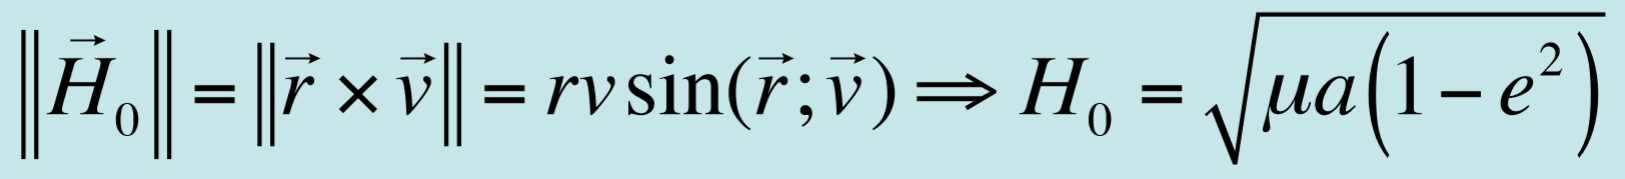 ‖H⃗₀‖ = ‖r⃗ × v⃗‖ = rv sin(r⃗; v⃗) ⟹ H₀ = √(μa(1 − e²))